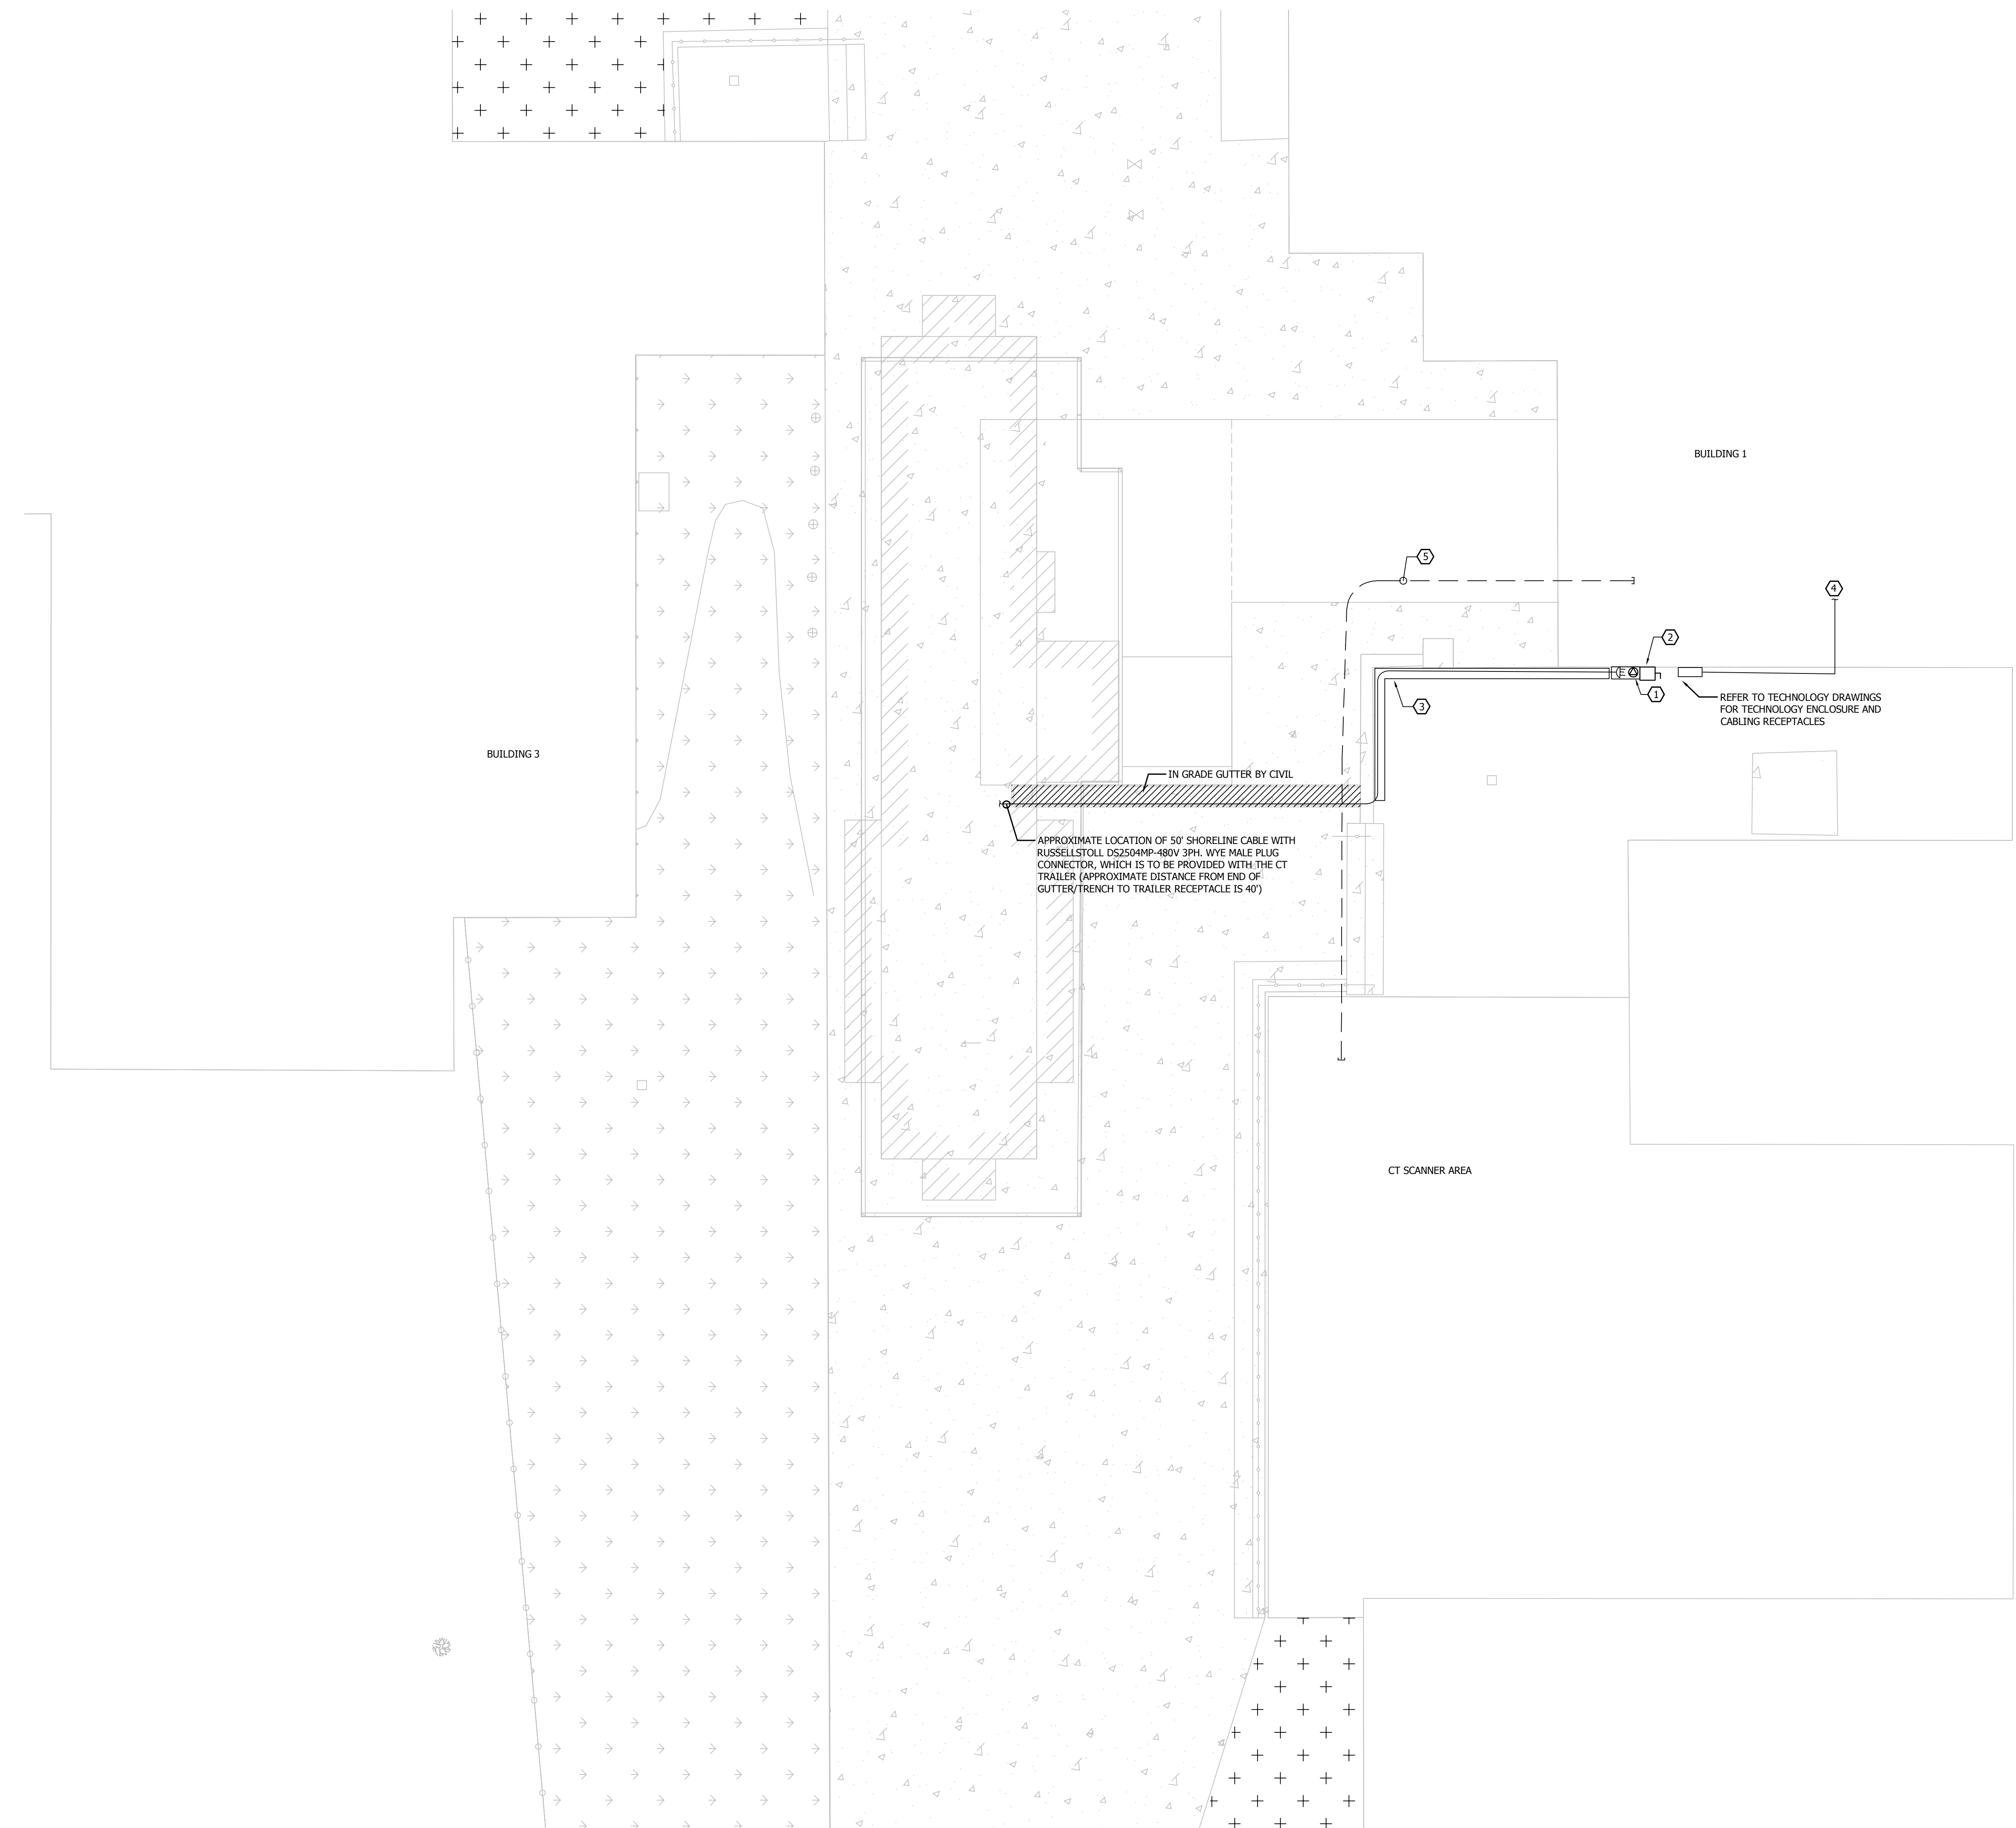 BUILDING 1
5
4
2
1
REFER TO TECHNOLOGY DRAWINGS
FOR TECHNOLOGY ENCLOSURE AND
CABLING RECEPTACLES
3
BUILDING 3
IN GRADE GUTTER BY CIVIL
APPROXIMATE LOCATION OF 50' SHORELINE CABLE WITH
RUSSELLSTOLL DS2504MP-480V 3PH. WYE MALE PLUG
CONNECTOR, WHICH IS TO BE PROVIDED WITH THE CT
TRAILER (APPROXIMATE DISTANCE FROM END OF
GUTTER/TRENCH TO TRAILER RECEPTACLE IS 40')
CT SCANNER AREA